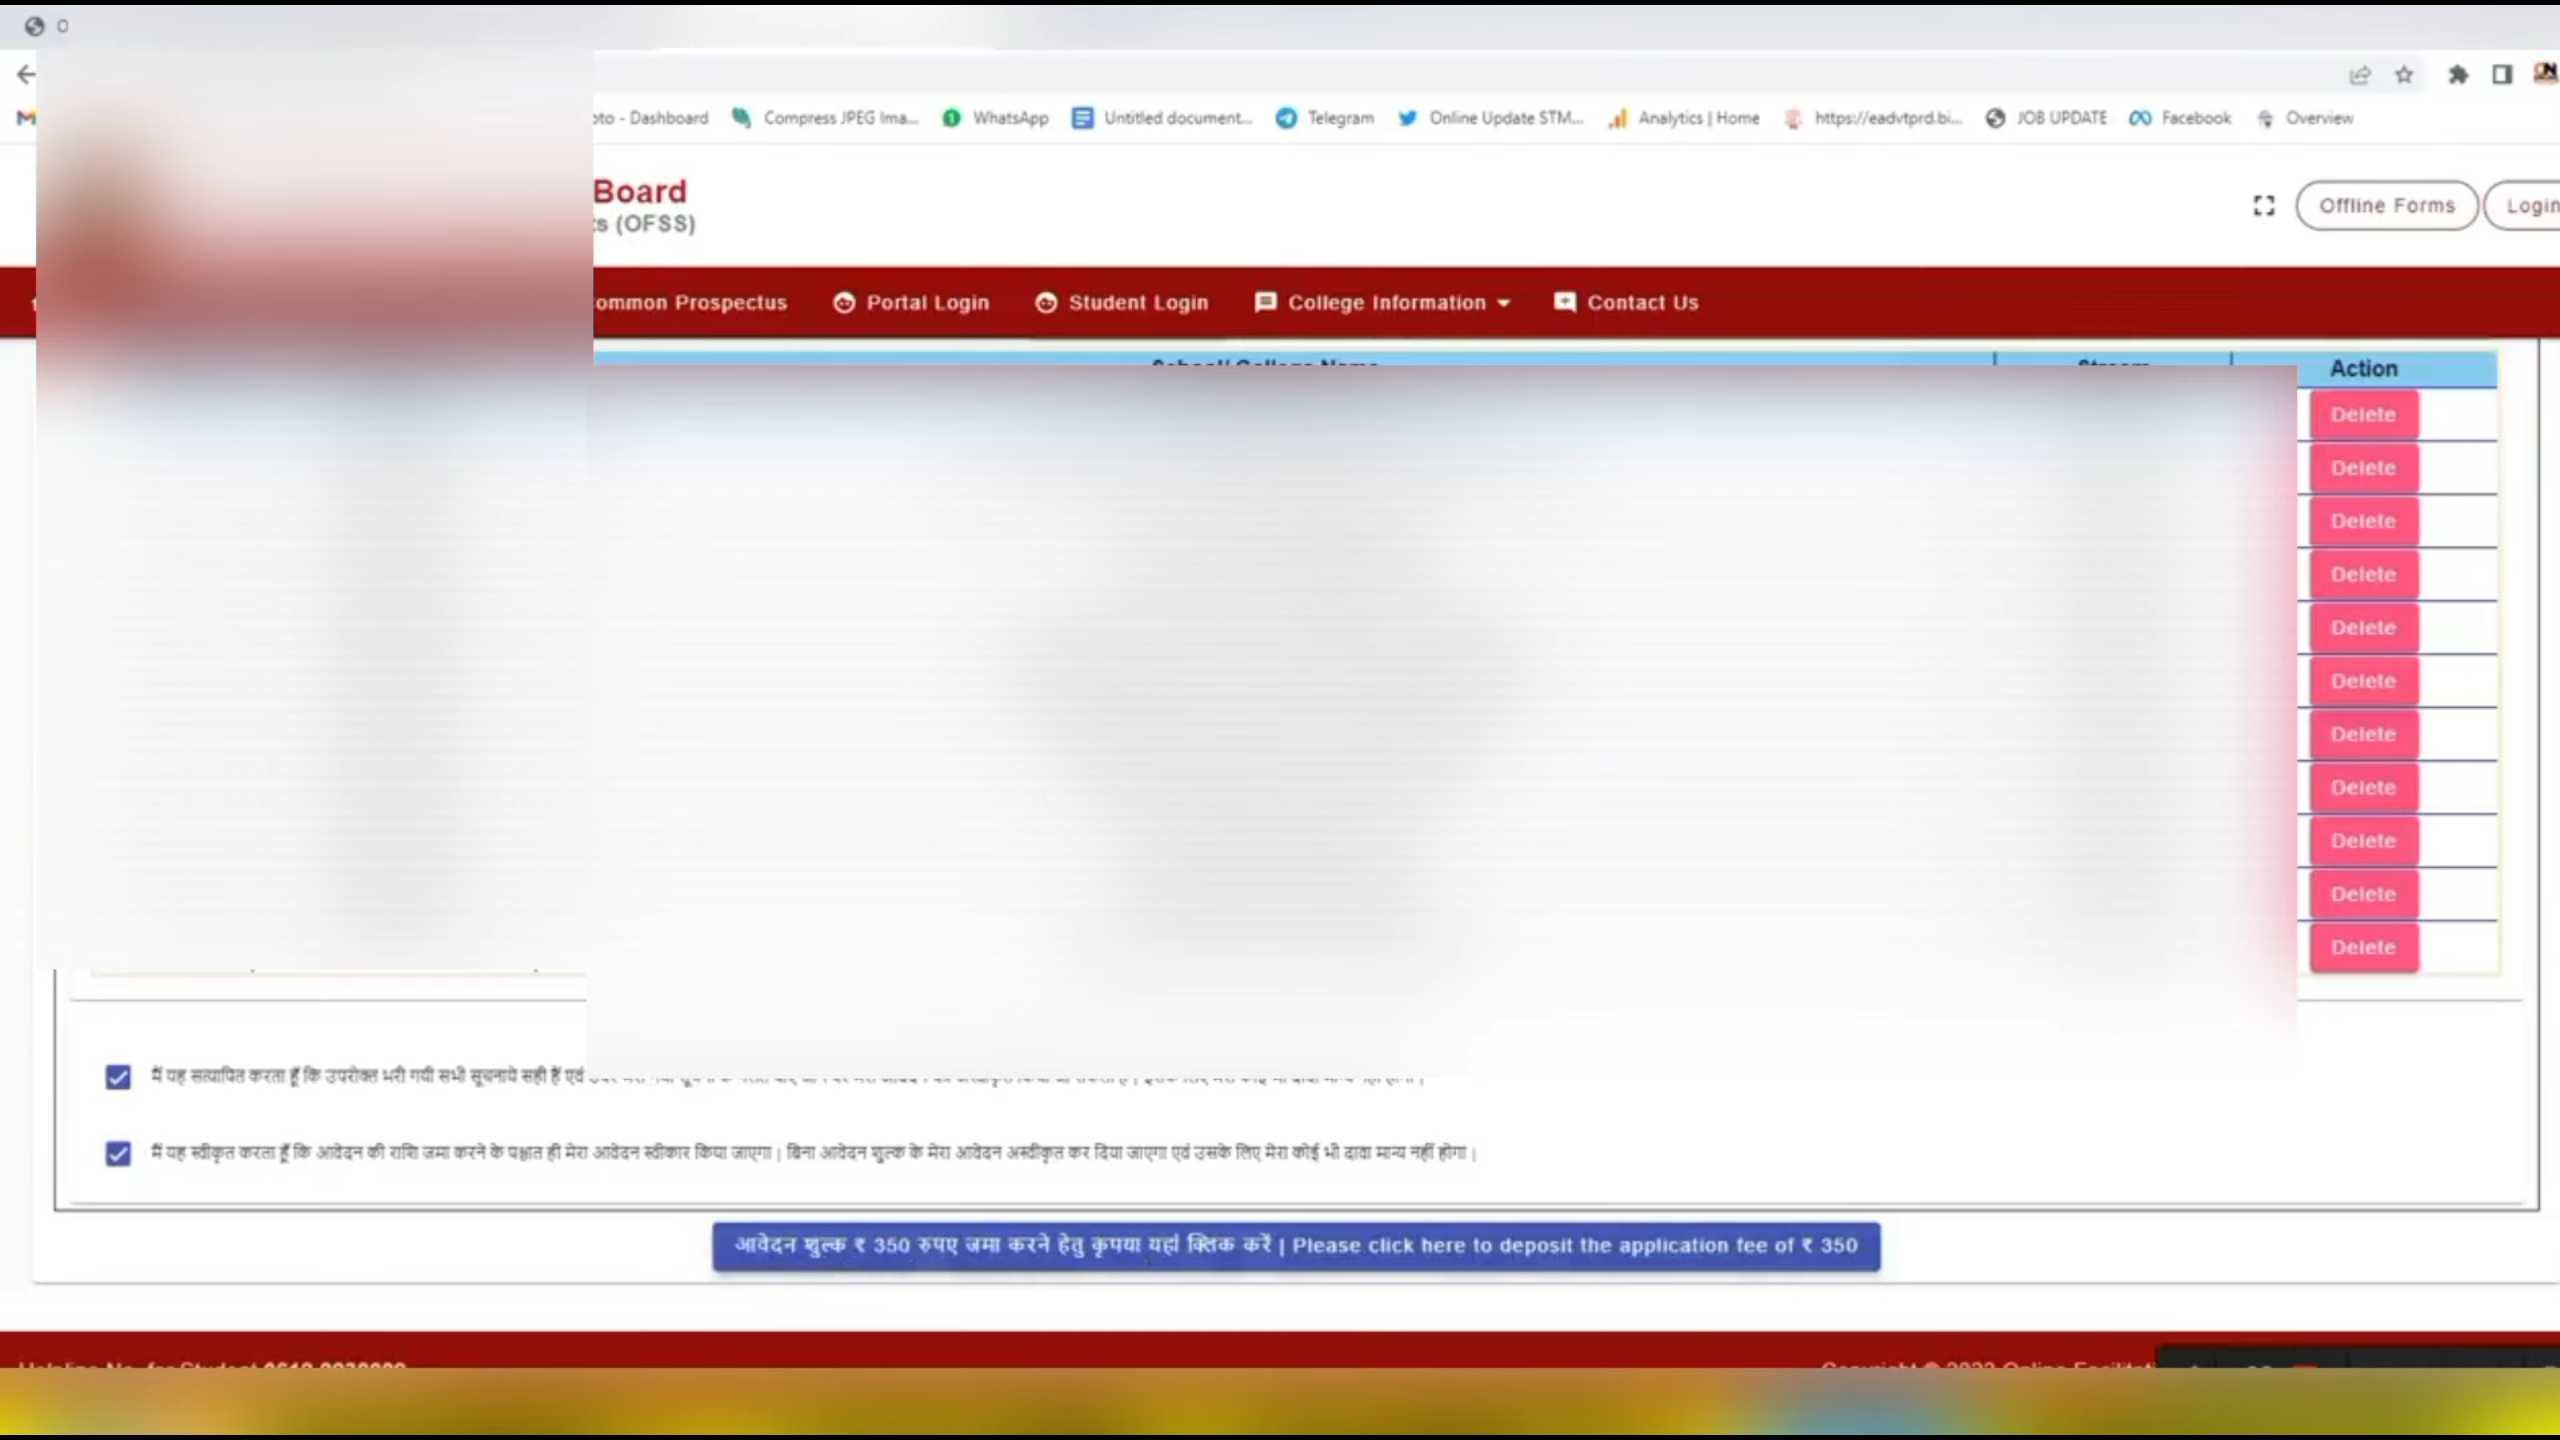 Dashboard Compress JPEG Ima... WhatsApp Untitled document... Telegram Online Update STM... Analytics | Home https://eadvtprd.bi... JOB UPDATE Facebook Overview
Board
(OFSS)
Offline Forms Login
Prospectus Portal Login Student Login College Information Contact Us
School/ College Name Stream Action
Delete
Delete
Delete
Delete
Delete
Delete
Delete
Delete
Delete
Delete
Delete
मैं यह सत्यापित करता हूँ कि उपरोक्त भरी गयी सभी सूचनाये सही हैं एवं
मैं यह स्वीकृत करता हूँ कि आवेदन की राशि जमा करने के पश्चात ही मेरा आवेदन स्वीकार किया जाएगा | बिना आवेदन शुल्क के मेरा आवेदन अस्वीकृत कर दिया जाएगा एवं उसके लिए मेरा कोई भी दावा मान्य नहीं होगा |
आवेदन शुल्क ₹ 350 रुपए जमा करने हेतु कृपया यहां क्लिक करें | Please click here to deposit the application fee of ₹ 350